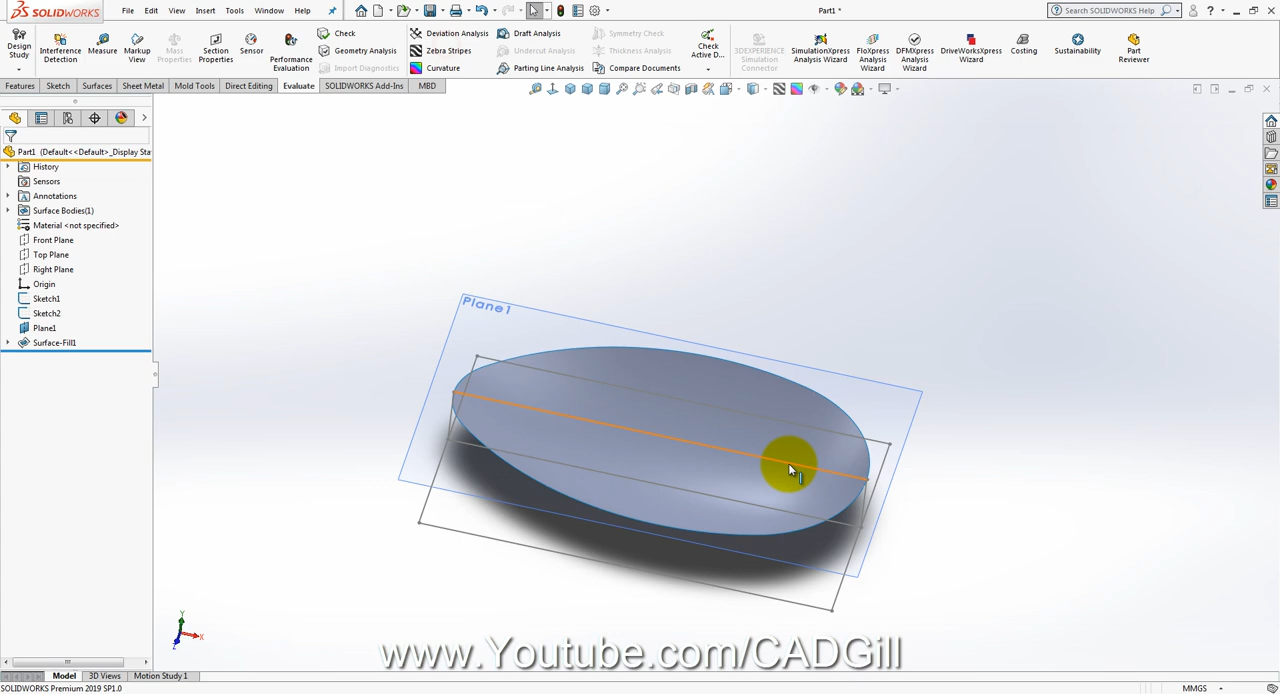 SOLIDWORKS
File Edit View Insert Tools Window Help
Part1 *
Search SOLIDWORKS Help
Design Study
Interference Detection
Measure
Markup View
Mass Properties
Section Properties
Sensor
Performance Evaluation
Check
Geometry Analysis
Import Diagnostics
Deviation Analysis
Zebra Stripes
Curvature
Draft Analysis
Undercut Analysis
Parting Line Analysis
Symmetry Check
Thickness Analysis
Compare Documents
Check Active D...
3DEXPERIENCE Simulation Connector
SimulationXpress Analysis Wizard
FloXpress Analysis Wizard
DFMXpress Analysis Wizard
DriveWorksXpress Wizard
Costing
Sustainability
Part Reviewer
Features Sketch Surfaces Sheet Metal Mold Tools Direct Editing Evaluate SOLIDWORKS Add-Ins MBD
Part1 (Default<<Default>_Display Sta
History
Sensors
Annotations
Surface Bodies(1)
Material <not specified>
Front Plane
Top Plane
Right Plane
Origin
Sketch1
Sketch2
Plane1
Surface-Fill1
Plane1
Y
X
Z
www.Youtube.com/CADGill
Model 3D Views Motion Study 1
SOLIDWORKS Premium 2019 SP1.0
MMGS